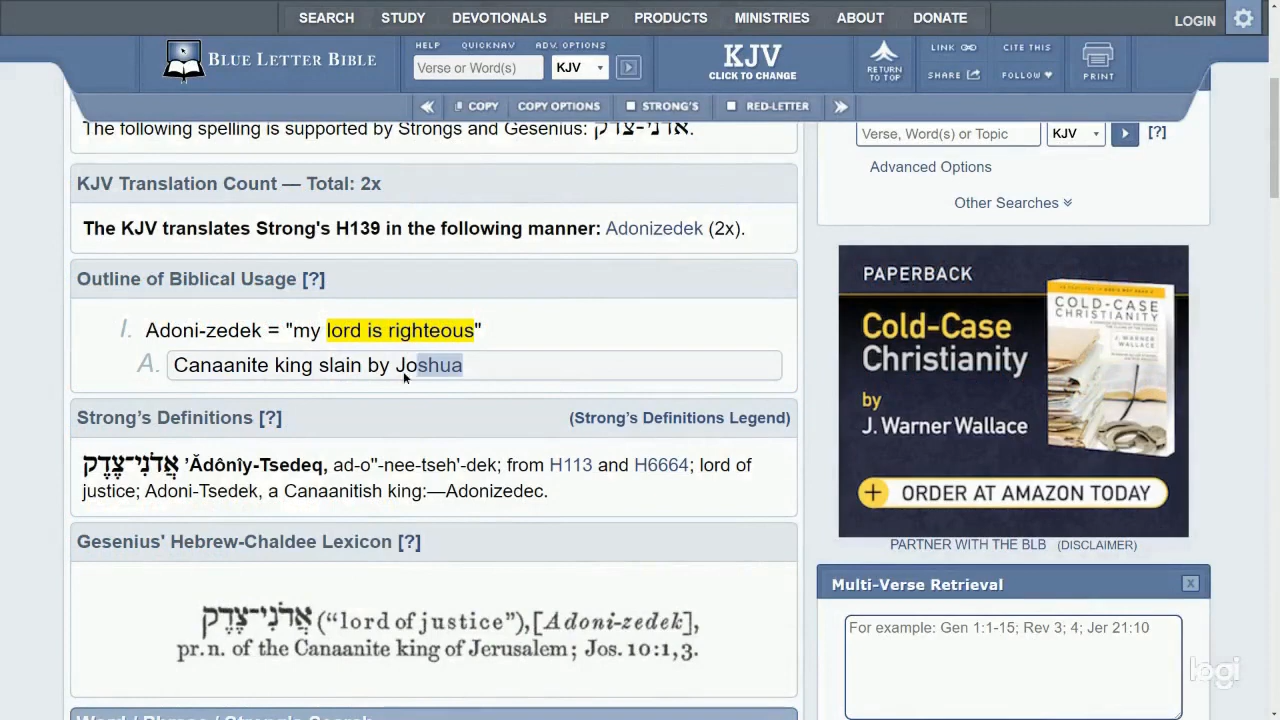 SEARCH STUDY DEVOTIONALS HELP PRODUCTS MINISTRIES ABOUT DONATE LOGIN
BLUE LETTER BIBLE
HELP QUICKNAV ADV. OPTIONS
Verse or Word(s) KJV
KJV
CLICK TO CHANGE
RETURN
TO TOP
LINK CITE THIS
SHARE FOLLOW
PRINT
COPY COPY OPTIONS STRONG'S RED-LETTER
The following spelling is supported by Strongs and Gesenius: אדני-צדק.
KJV Translation Count — Total: 2x
The KJV translates Strong's H139 in the following manner: Adonizedek (2x).
Outline of Biblical Usage [?]
I. Adoni-zedek = "my lord is righteous"
A. Canaanite king slain by Joshua
Strong's Definitions [?] (Strong's Definitions Legend)
אֲדֹנִי־צֶדֶק ʼĂdônîy-Tsedeq, ad-o''-nee-tseh'-dek; from H113 and H6664; lord of
justice; Adoni-Tsedek, a Canaanitish king:—Adonizedec.
Gesenius' Hebrew-Chaldee Lexicon [?]
אֲדֹנִי־צֶדֶק ("lord of justice"), [Adoni-zedek],
pr. n. of the Canaanite king of Jerusalem; Jos. 10:1, 3.
Word / Phrase / Strong's Search
Verse, Word(s) or Topic KJV [?]
Advanced Options
Other Searches
PAPERBACK
Cold-Case
Christianity
by
J. Warner Wallace
COLD-CASE
CHRISTIANITY
+ ORDER AT AMAZON TODAY
PARTNER WITH THE BLB (DISCLAIMER)
Multi-Verse Retrieval x
For example: Gen 1:1-15; Rev 3; 4; Jer 21:10
logi